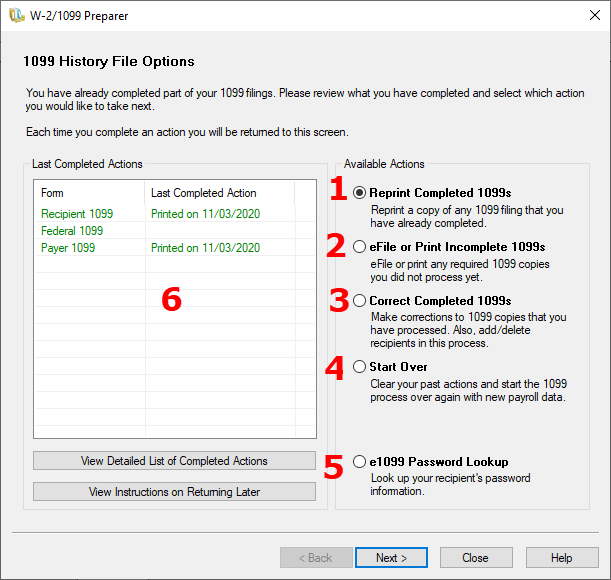 W-2/1099 Preparer
1099 History File Options
You have already completed part of your 1099 filings. Please review what you have completed and select which action
you would like to take next.
Each time you complete an action you will be returned to this screen.
Last Completed Actions
Form Last Completed Action
Recipient 1099 Printed on 11/03/2020
Federal 1099
Payer 1099 Printed on 11/03/2020
6
View Detailed List of Completed Actions
View Instructions on Returning Later
Available Actions
1 Reprint Completed 1099s
Reprint a copy of any 1099 filing that you
have already completed.
2 eFile or Print Incomplete 1099s
eFile or print any required 1099 copies
you did not process yet.
3 Correct Completed 1099s
Make corrections to 1099 copies that you
have processed. Also, add/delete
recipients in this process.
4 Start Over
Clear your past actions and start the 1099
process over again with new payroll data.
5 e1099 Password Lookup
Look up your recipient's password
information.
< Back Next > Close Help